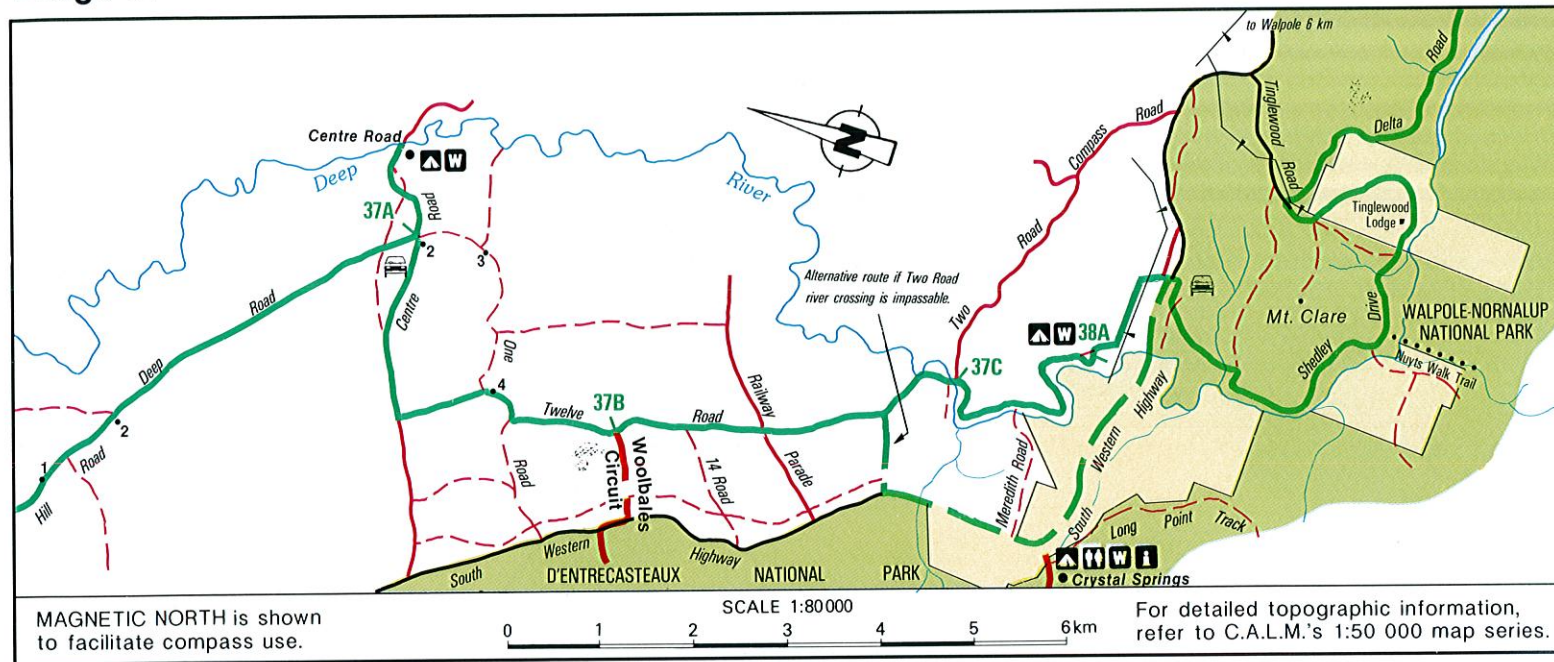 to Walpole 6 km
Centre Road
Deep
River
37A
Road
2
3
Centre
Deep
Road
Hill
Road
1
2
One
Road
4
Twelve
Road
37B
Woolbales
Circuit
14 Road
Railway
Parade
Alternative route if Two Road
river crossing is impassable.
N
Two
Road
Compass
Road
37C
38A
W
W
Meredith Road
South
Western
Highway
South
Western
Highway
Long
Point
Track
Tinglewood
Road
Delta
Road
Tinglewood
Lodge
Mt. Clare
Shedley
Drive
WALPOLE-NORNALUP
NATIONAL PARK
Nuyts Walk Trail
D'ENTRECASTEAUX
NATIONAL
PARK
W
i
Crystal Springs
MAGNETIC NORTH is shown
to facilitate compass use.
SCALE 1:80000
0 1 2 3 4 5 6km
For detailed topographic information,
refer to C.A.L.M.'s 1:50 000 map series.